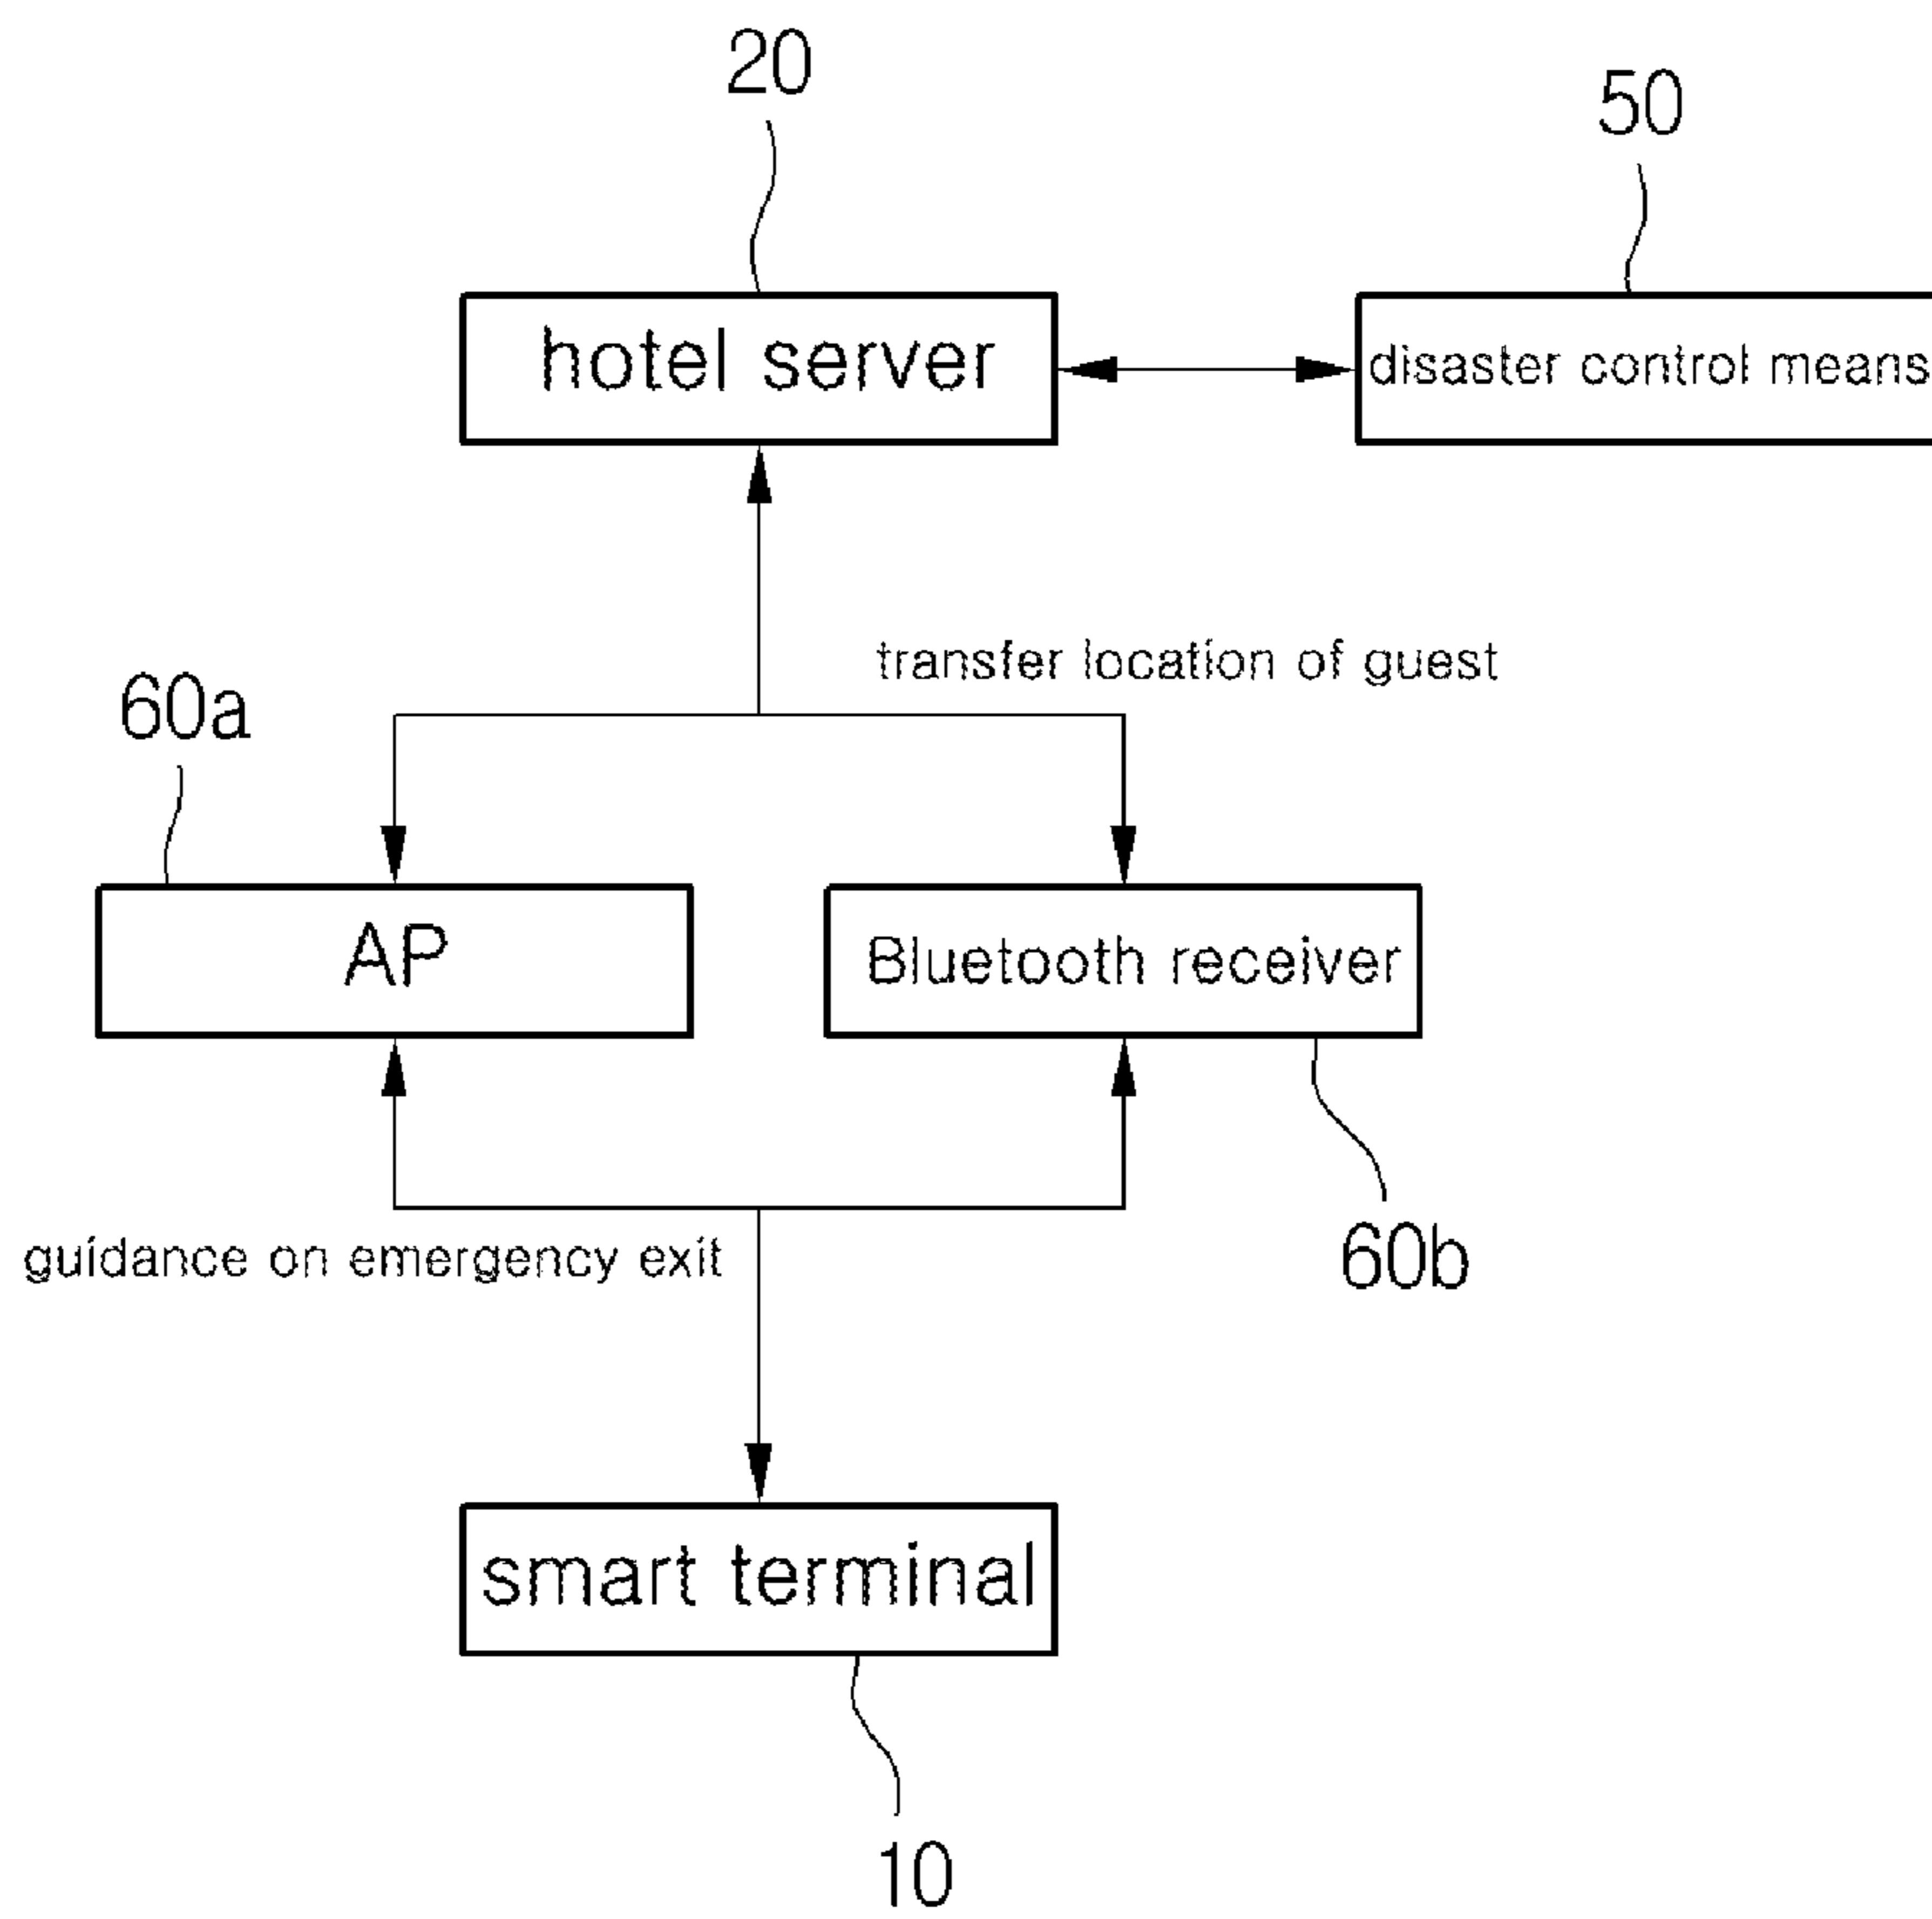 20
50
hotel server
disaster control means
transfer location of guest
60a
AP
Bluetooth receiver
guidance on emergency exit
60b
smart terminal
10